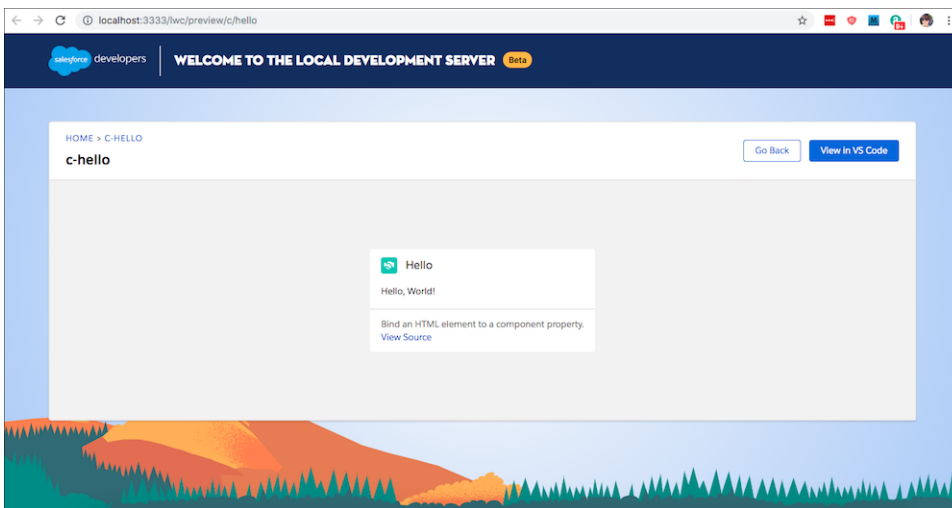 localhost:3333/lwc/preview/c/hello
salesforce developers WELCOME TO THE LOCAL DEVELOPMENT SERVER Beta
HOME > C-HELLO
c-hello
Go Back View in VS Code
Hello
Hello, World!
Bind an HTML element to a component property.
View Source